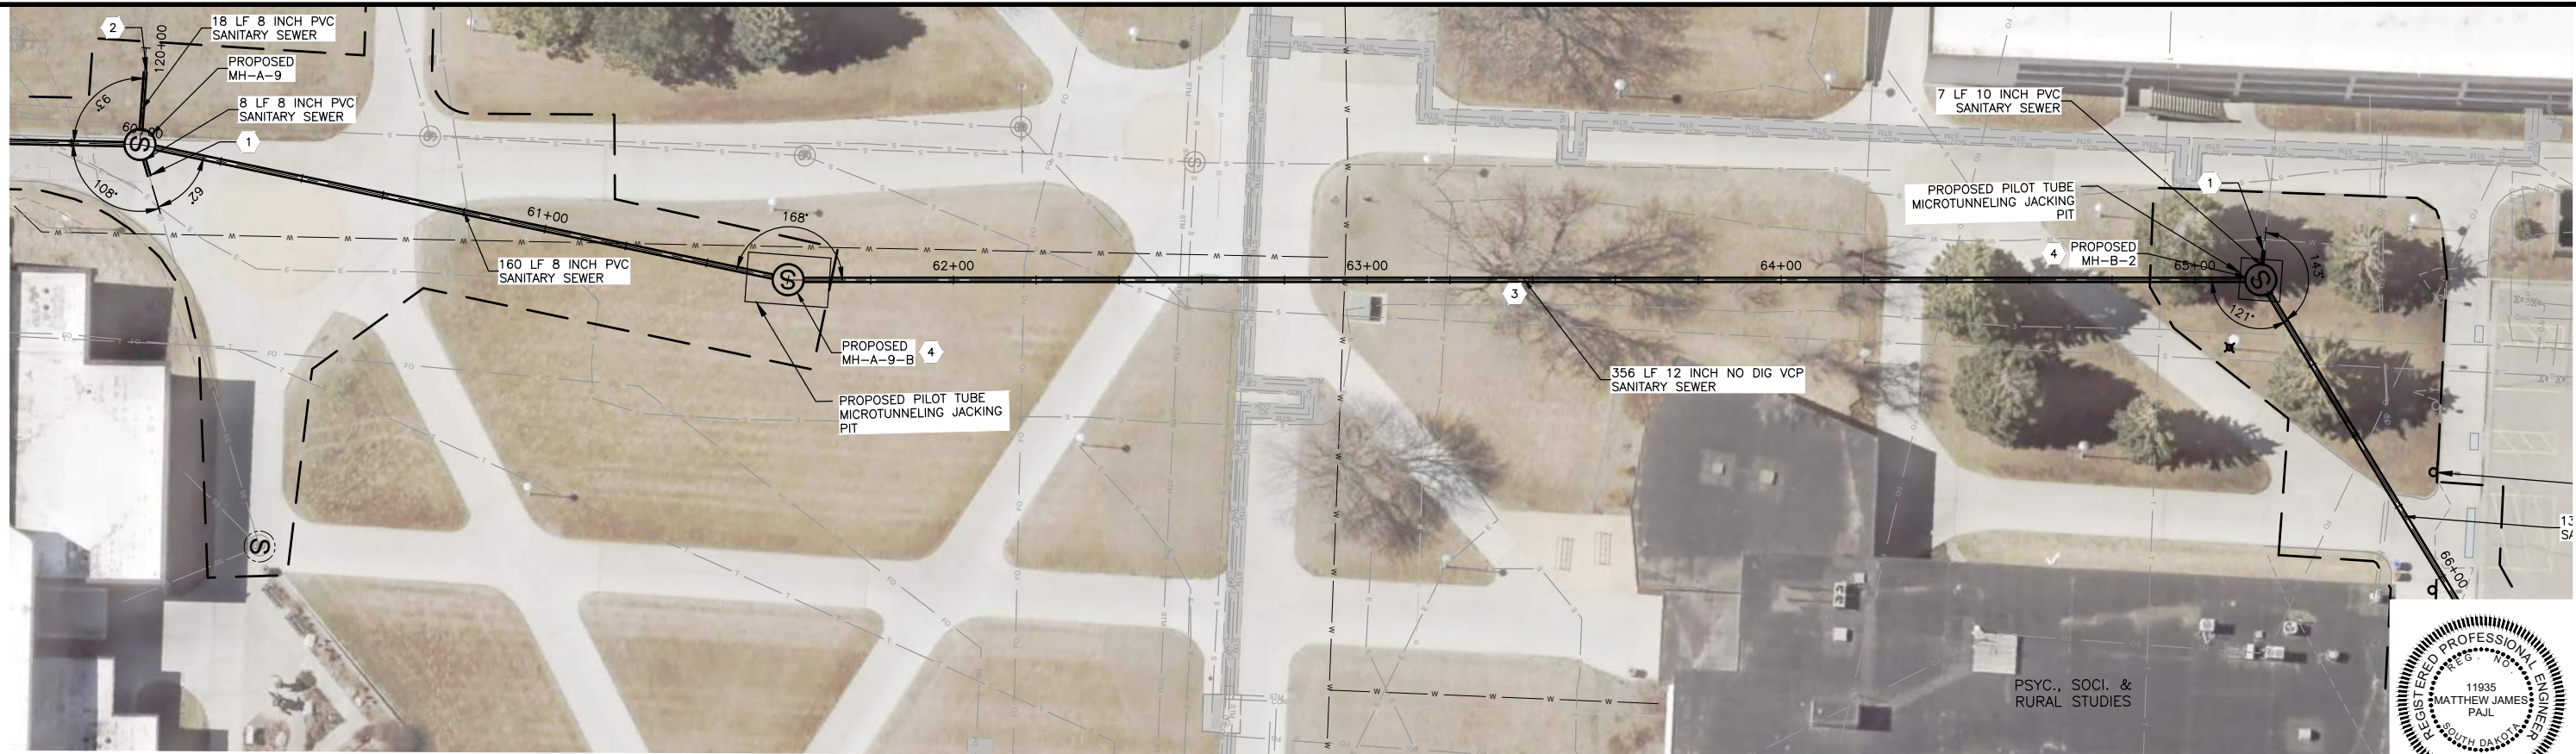 2
18 LF 8 INCH PVC
SANITARY SEWER
120+00
PROPOSED
MH-A-9
8 LF 8 INCH PVC
SANITARY SEWER
93°
60+00
S
1
108°
62°
61+00
160 LF 8 INCH PVC
SANITARY SEWER
168°
S
PROPOSED
MH-A-9-B
4
PROPOSED PILOT TUBE
MICROTUNNELING JACKING
PIT
62+00
63+00
3
356 LF 12 INCH NO DIG VCP
SANITARY SEWER
64+00
7 LF 10 INCH PVC
SANITARY SEWER
1
PROPOSED PILOT TUBE
MICROTUNNELING JACKING
PIT
4
PROPOSED
MH-B-2
65+00
S
143°
121°
S
13
66+00
PSYC., SOCI. &
RURAL STUDIES
REGISTERED PROFESSIONAL ENGINEER
REG. NO.
11935
MATTHEW JAMES
PAJL
SOUTH DAKOTA